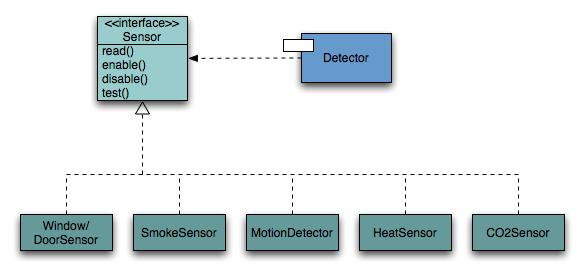 <<interface>>
Sensor
read()
enable()
disable()
test()
Detector
Window/
DoorSensor
SmokeSensor
MotionDetector
HeatSensor
CO2Sensor